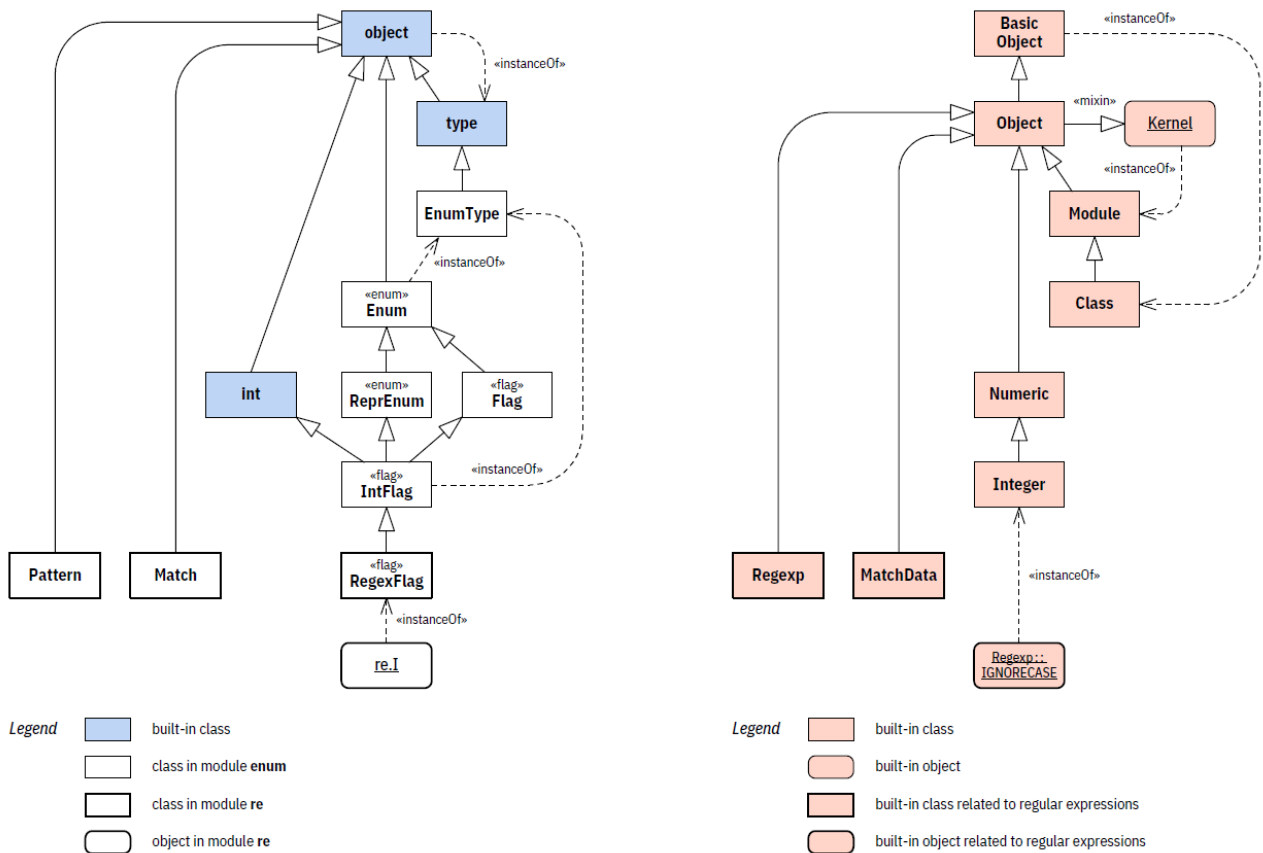 object
«instanceOf»
type
EnumType
«instanceOf»
«enum»
Enum
int
«enum»
ReprEnum
«flag»
Flag
«flag»
IntFlag
«instanceOf»
Pattern
Match
«flag»
RegexFlag
«instanceOf»
re.I
Legend
built-in class
class in module enum
class in module re
object in module re
Basic
Object
«instanceOf»
Object
«mixin»
Kernel
«instanceOf»
Module
Class
Numeric
Integer
Regexp
MatchData
«instanceOf»
Regexp::
IGNORECASE
Legend
built-in class
built-in object
built-in class related to regular expressions
built-in object related to regular expressions